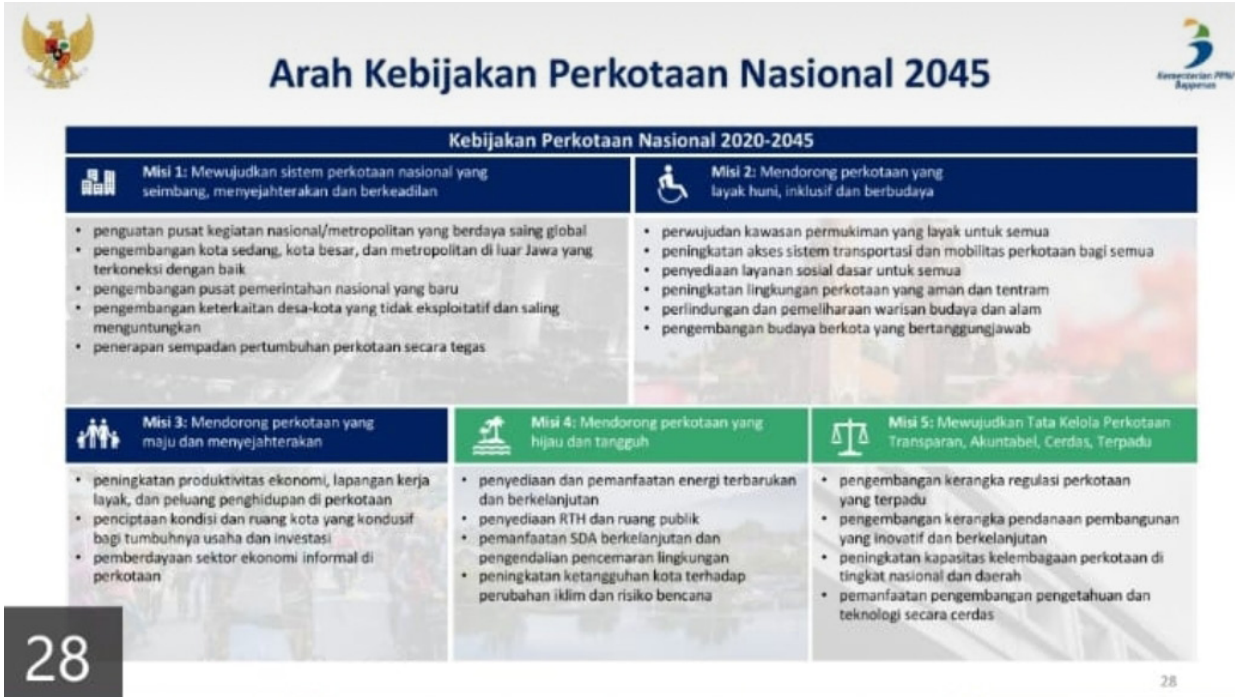 Arah Kebijakan Perkotaan Nasional 2045
Kementerian PPN/
Bappenas
Kebijakan Perkotaan Nasional 2020-2045
Misi 1: Mewujudkan sistem perkotaan nasional yang
seimbang, menyejahterakan dan berkeadilan
• penguatan pusat kegiatan nasional/metropolitan yang berdaya saing global
• pengembangan kota sedang, kota besar, dan metropolitan di luar Jawa yang
terkoneksi dengan baik
• pengembangan pusat pemerintahan nasional yang baru
• pengembangan keterkaitan desa-kota yang tidak eksploitatif dan saling
menguntungkan
• penerapan sempadan pertumbuhan perkotaan secara tegas
Misi 2: Mendorong perkotaan yang
layak huni, inklusif dan berbudaya
• perwujudan kawasan permukiman yang layak untuk semua
• peningkatan akses sistem transportasi dan mobilitas perkotaan bagi semua
• penyediaan layanan sosial dasar untuk semua
• peningkatan lingkungan perkotaan yang aman dan tentram
• perlindungan dan pemeliharaan warisan budaya dan alam
• pengembangan budaya berkota yang bertanggungjawab
Misi 3: Mendorong perkotaan yang
maju dan menyejahterakan
• peningkatan produktivitas ekonomi, lapangan kerja
layak, dan peluang penghidupan di perkotaan
• penciptaan kondisi dan ruang kota yang kondusif
bagi tumbuhnya usaha dan investasi
• pemberdayaan sektor ekonomi informal di
perkotaan
Misi 4: Mendorong perkotaan yang
hijau dan tangguh
• penyediaan dan pemanfaatan energi terbarukan
dan berkelanjutan
• penyediaan RTH dan ruang publik
• pemanfaatan SDA berkelanjutan dan
pengendalian pencemaran lingkungan
• peningkatan ketangguhan kota terhadap
perubahan iklim dan risiko bencana
Misi 5: Mewujudkan Tata Kelola Perkotaan
Transparan, Akuntabel, Cerdas, Terpadu
• pengembangan kerangka regulasi perkotaan
yang terpadu
• pengembangan kerangka pendanaan pembangunan
yang inovatif dan berkelanjutan
• peningkatan kapasitas kelembagaan perkotaan di
tingkat nasional dan daerah
• pemanfaatan pengembangan pengetahuan dan
teknologi secara cerdas
28
28